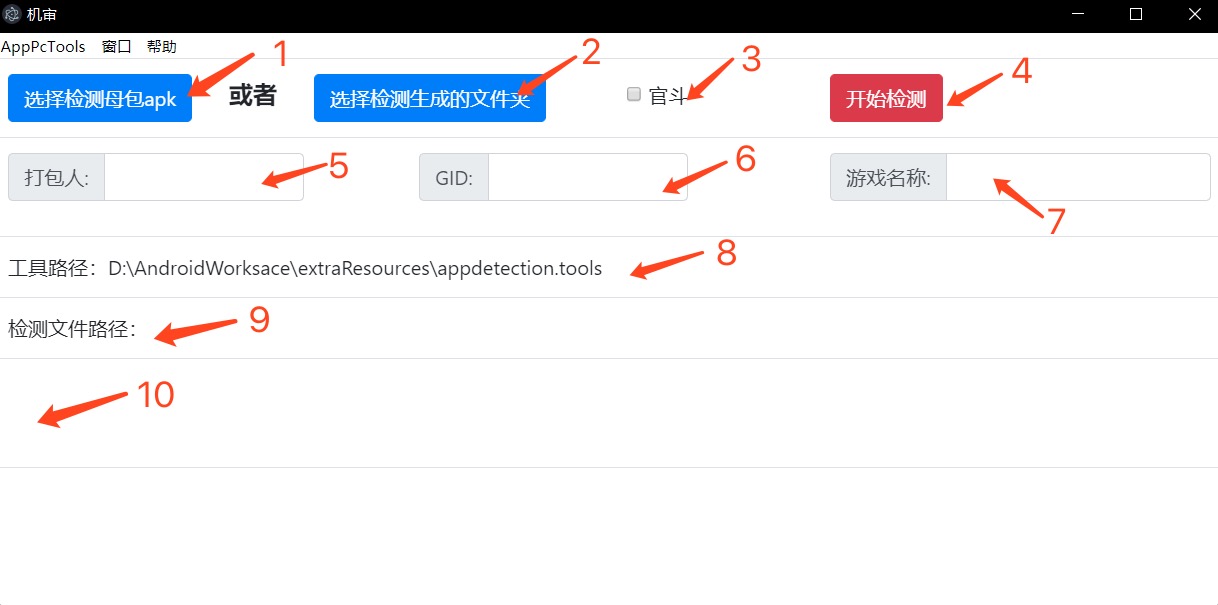 机审
AppPcTools 窗口 帮助
选择检测母包apk 1 或者 选择检测生成的文件夹 2 官斗 3 开始检测 4
打包人: 5 GID: 6 游戏名称: 7
工具路径：D:\AndroidWorksace\extraResources\appdetection.tools 8
检测文件路径： 9
10